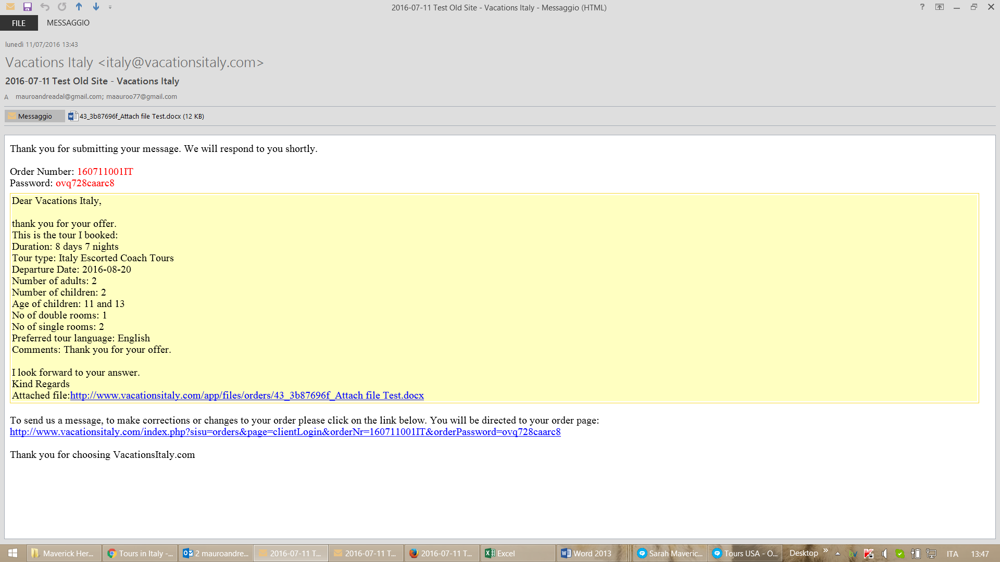 2016-07-11 Test Old Site - Vacations Italy - Messaggio (HTML)
FILE
MESSAGGIO
lunedì 11/07/2016 13:43
Vacations Italy <italy@vacationsitaly.com>
2016-07-11 Test Old Site - Vacations Italy
A mauroandreadal@gmail.com; maauroo77@gmail.com
Messaggio
43_3b87696f_Attach file Test.docx (12 KB)
Thank you for submitting your message. We will respond to you shortly.
Order Number: 160711001IT
Password: ovq728caarc8
Dear Vacations Italy,
thank you for your offer.
This is the tour I booked:
Duration: 8 days 7 nights
Tour type: Italy Escorted Coach Tours
Departure Date: 2016-08-20
Number of adults: 2
Number of children: 2
Age of children: 11 and 13
No of double rooms: 1
No of single rooms: 2
Preferred tour language: English
Comments: Thank you for your offer.
I look forward to your answer.
Kind Regards
Attached file:http://www.vacationsitaly.com/app/files/orders/43_3b87696f_Attach file Test.docx
To send us a message, to make corrections or changes to your order please click on the link below. You will be directed to your order page:
http://www.vacationsitaly.com/index.php?sisu=orders&page=clientLogin&orderNr=160711001IT&orderPassword=ovq728caarc8
Thank you for choosing VacationsItaly.com
Maverick Her...
Tours in Italy -...
2 mauroandre...
2016-07-11 T...
2016-07-11 T...
2016-07-11 T...
Excel
Word 2013
Sarah Maveric...
Tours USA - O...
Desktop
ITA
13:47